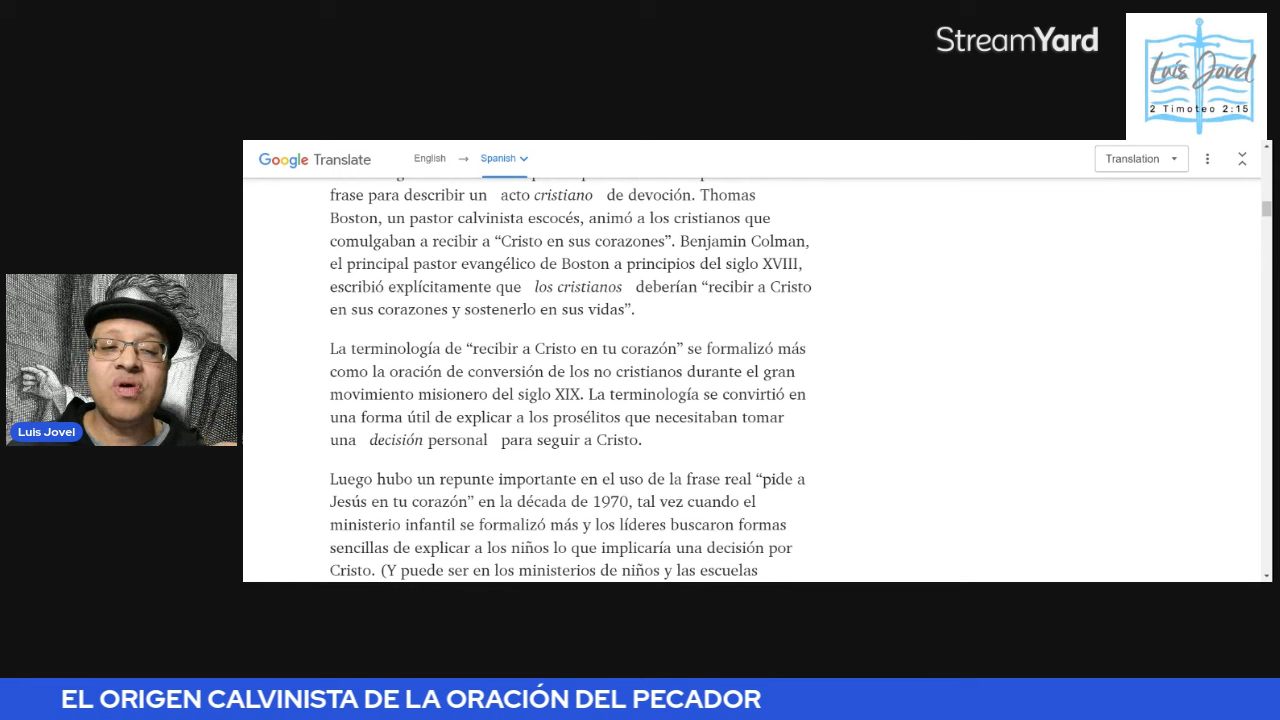 StreamYard
Luis Jovel
2 Timoteo 2:15
Google Translate English → Spanish Translation
frase para describir un acto cristiano de devoción. Thomas
Boston, un pastor calvinista escocés, animó a los cristianos que
comulgaban a recibir a “Cristo en sus corazones”. Benjamin Colman,
el principal pastor evangélico de Boston a principios del siglo XVIII,
escribió explícitamente que los cristianos deberían “recibir a Cristo
en sus corazones y sostenerlo en sus vidas”.
La terminología de “recibir a Cristo en tu corazón” se formalizó más
como la oración de conversión de los no cristianos durante el gran
movimiento misionero del siglo XIX. La terminología se convirtió en
una forma útil de explicar a los prosélitos que necesitaban tomar
una decisión personal para seguir a Cristo.
Luego hubo un repunte importante en el uso de la frase real “pide a
Jesús en tu corazón” en la década de 1970, tal vez cuando el
ministerio infantil se formalizó más y los líderes buscaron formas
sencillas de explicar a los niños lo que implicaría una decisión por
Cristo. (Y puede ser en los ministerios de niños y las escuelas
Luis Jovel
EL ORIGEN CALVINISTA DE LA ORACIÓN DEL PECADOR